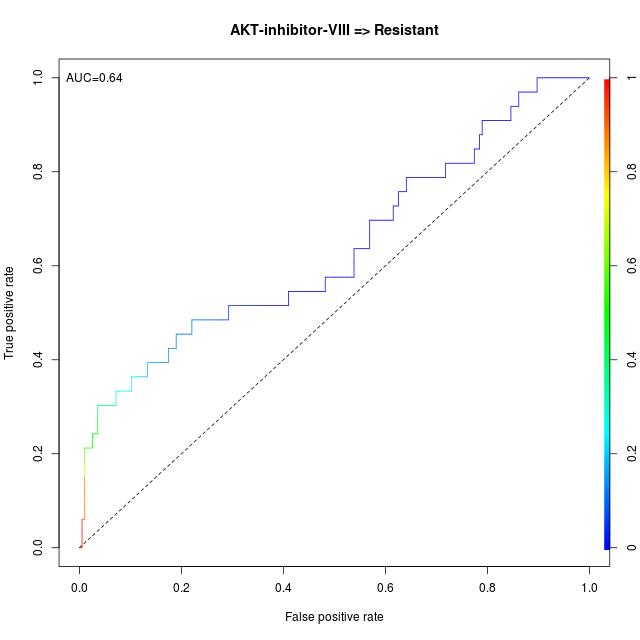 AKT-inhibitor-VIII => Resistant
AUC=0.64
True positive rate
1.0
0.8
0.6
0.4
0.2
0.0
0.0 0.2 0.4 0.6 0.8 1.0
False positive rate
1
0.8
0.6
0.4
0.2
0